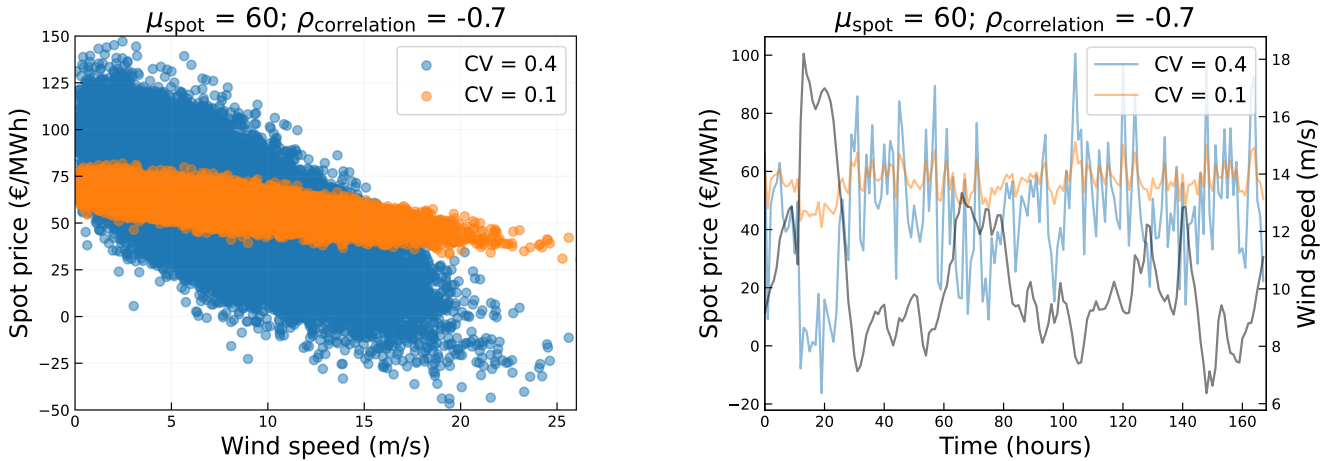 μspot = 60; ρcorrelation = -0.7
150
125
100
75
50
25
0
−25
−50
Spot price (€/MWh)
CV = 0.4
CV = 0.1
0 5 10 15 20 25
Wind speed (m/s)
μspot = 60; ρcorrelation = -0.7
100
80
60
40
20
0
−20
Spot price (€/MWh)
CV = 0.4
CV = 0.1
18
16
14
12
10
8
6
Wind speed (m/s)
0 20 40 60 80 100 120 140 160
Time (hours)